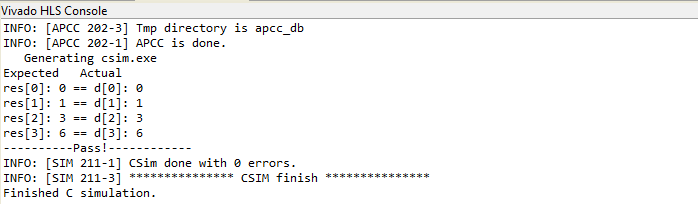 Vivado HLS Console
INFO: [APCC 202-3] Tmp directory is apcc_db
INFO: [APCC 202-1] APCC is done.
   Generating csim.exe
Expected   Actual
res[0]: 0 == d[0]: 0
res[1]: 1 == d[1]: 1
res[2]: 3 == d[2]: 3
res[3]: 6 == d[3]: 6
----------Pass!------------
INFO: [SIM 211-1] CSim done with 0 errors.
INFO: [SIM 211-3] *************** CSIM finish ***************
Finished C simulation.